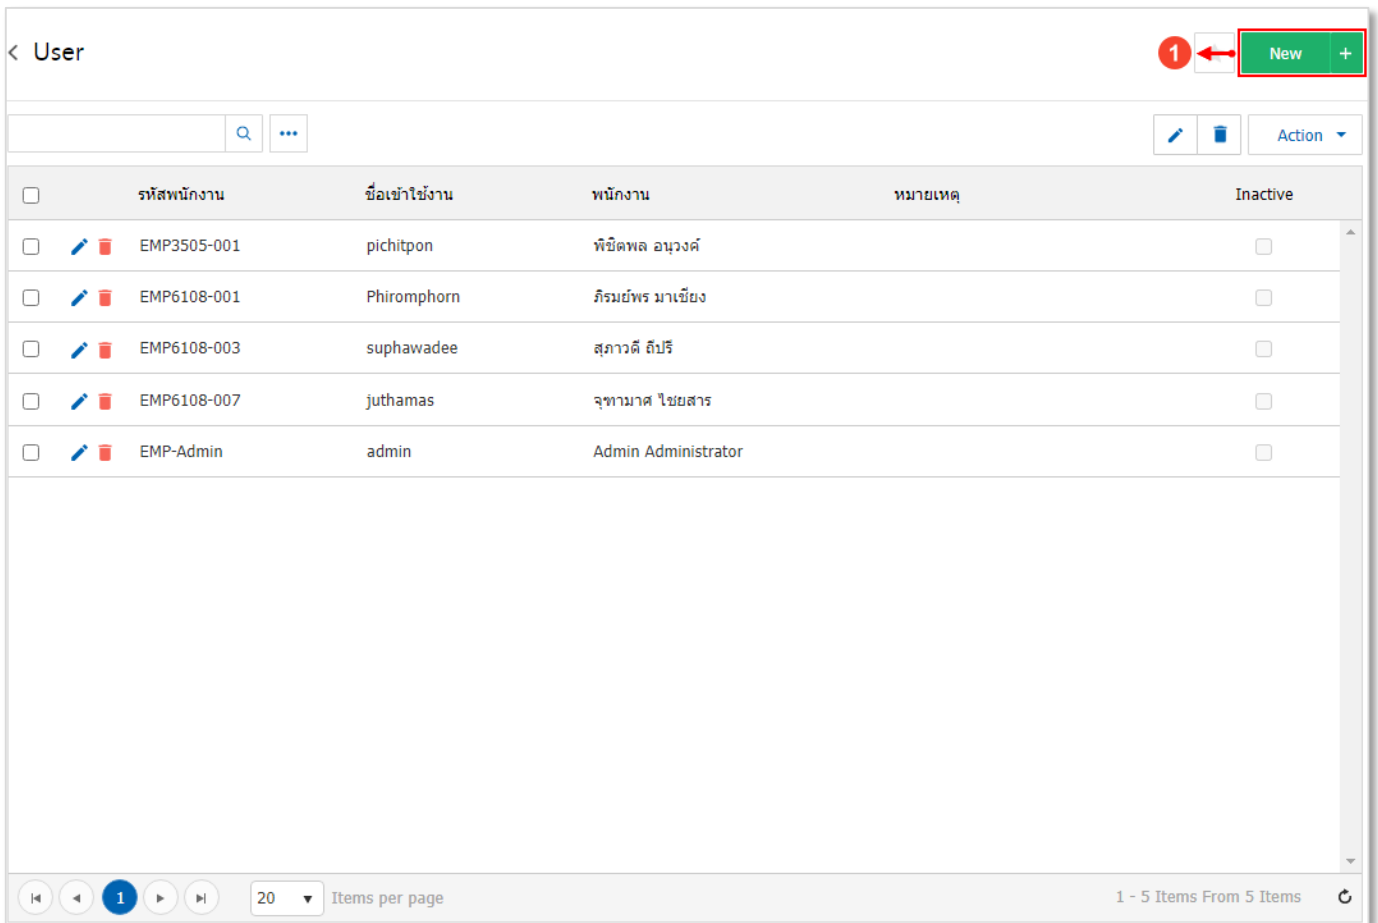 User
1
New +
Action
รหัสพนักงาน ชื่อเข้าใช้งาน พนักงาน หมายเหตุ Inactive
EMP3505-001 pichitpon พิชิตพล อนุวงค์
EMP6108-001 Phiromphorn ภิรมย์พร มาเชียง
EMP6108-003 suphawadee สุภาวดี ถีปรี
EMP6108-007 juthamas จุฑามาศ ไชยสาร
EMP-Admin admin Admin Administrator
1 20 Items per page 1 - 5 Items From 5 Items